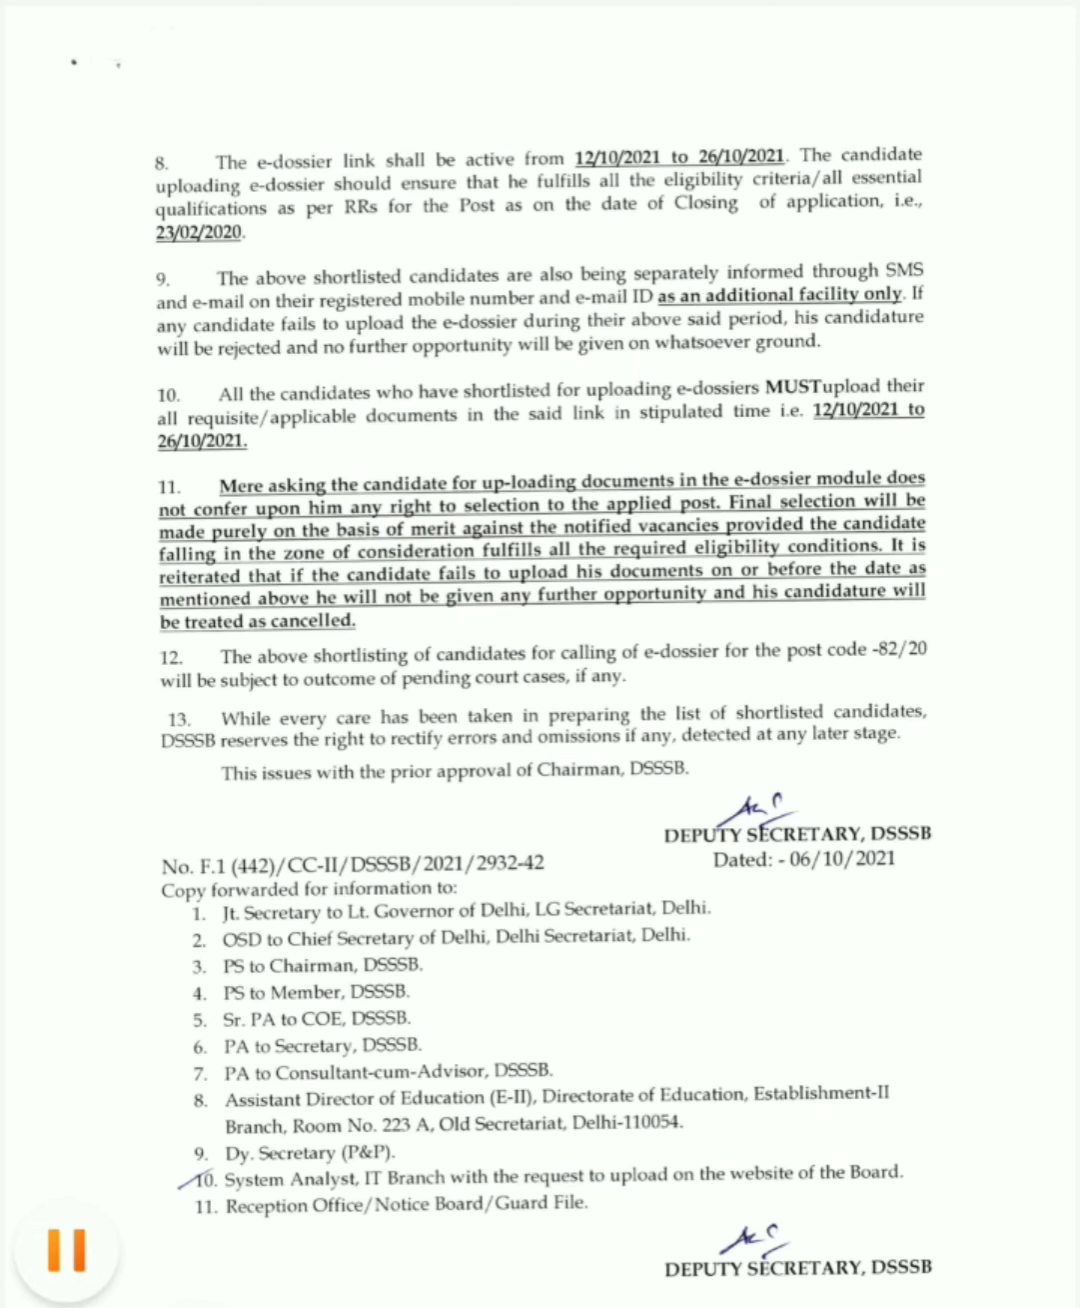 8. The e-dossier link shall be active from 12/10/2021 to 26/10/2021. The candidate
uploading e-dossier should ensure that he fulfills all the eligibility criteria/all essential
qualifications as per RRs for the Post as on the date of Closing of application, i.e.,
23/02/2020.
9. The above shortlisted candidates are also being separately informed through SMS
and e-mail on their registered mobile number and e-mail ID as an additional facility only. If
any candidate fails to upload the e-dossier during their above said period, his candidature
will be rejected and no further opportunity will be given on whatsoever ground.
10. All the candidates who have shortlisted for uploading e-dossiers MUSTupload their
all requisite/applicable documents in the said link in stipulated time i.e. 12/10/2021 to
26/10/2021.
11. Mere asking the candidate for up-loading documents in the e-dossier module does
not confer upon him any right to selection to the applied post. Final selection will be
made purely on the basis of merit against the notified vacancies provided the candidate
falling in the zone of consideration fulfills all the required eligibility conditions. It is
reiterated that if the candidate fails to upload his documents on or before the date as
mentioned above he will not be given any further opportunity and his candidature will
be treated as cancelled.
12. The above shortlisting of candidates for calling of e-dossier for the post code -82/20
will be subject to outcome of pending court cases, if any.
13. While every care has been taken in preparing the list of shortlisted candidates,
DSSSB reserves the right to rectify errors and omissions if any, detected at any later stage.
This issues with the prior approval of Chairman, DSSSB.
DEPUTY SECRETARY, DSSSB
No. F.1 (442)/CC-II/DSSSB/2021/2932-42 Dated: - 06/10/2021
Copy forwarded for information to:
1. Jt. Secretary to Lt. Governor of Delhi, LG Secretariat, Delhi.
2. OSD to Chief Secretary of Delhi, Delhi Secretariat, Delhi.
3. PS to Chairman, DSSSB.
4. PS to Member, DSSSB.
5. Sr. PA to COE, DSSSB.
6. PA to Secretary, DSSSB.
7. PA to Consultant-cum-Advisor, DSSSB.
8. Assistant Director of Education (E-II), Directorate of Education, Establishment-II
Branch, Room No. 223 A, Old Secretariat, Delhi-110054.
9. Dy. Secretary (P&P).
10. System Analyst, IT Branch with the request to upload on the website of the Board.
11. Reception Office/Notice Board/Guard File.
DEPUTY SECRETARY, DSSSB